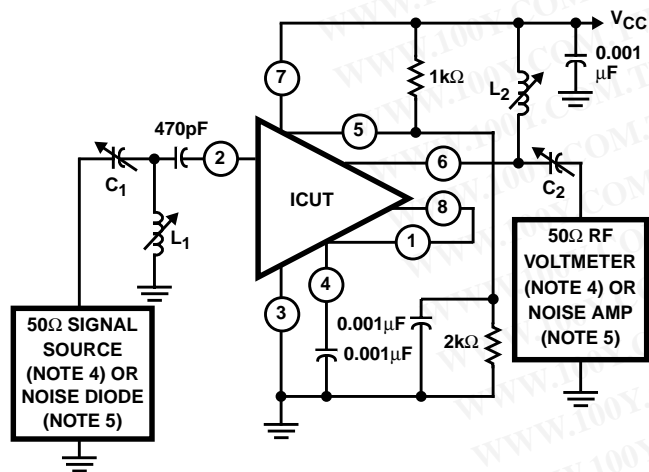 V_CC
0.001
μF
7
1kΩ
L2
470pF
5
C1
2
6
C2
ICUT
8
1
L1
4
3
0.001μF
0.001μF
2kΩ
50Ω SIGNAL
SOURCE
(NOTE 4) OR
NOISE DIODE
(NOTE 5)
50Ω RF
VOLTMETER
(NOTE 4) OR
NOISE AMP
(NOTE 5)